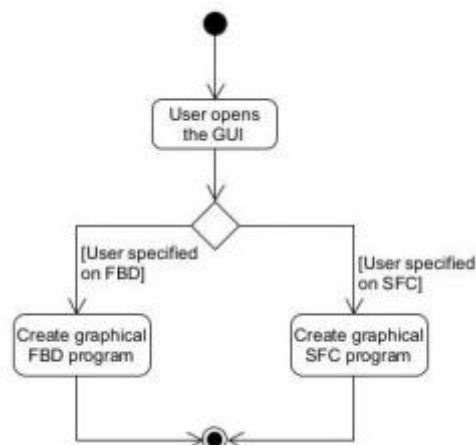 User opens
the GUI
[User specified
on FBD]
[User specified
on SFC]
Create graphical
FBD program
Create graphical
SFC program